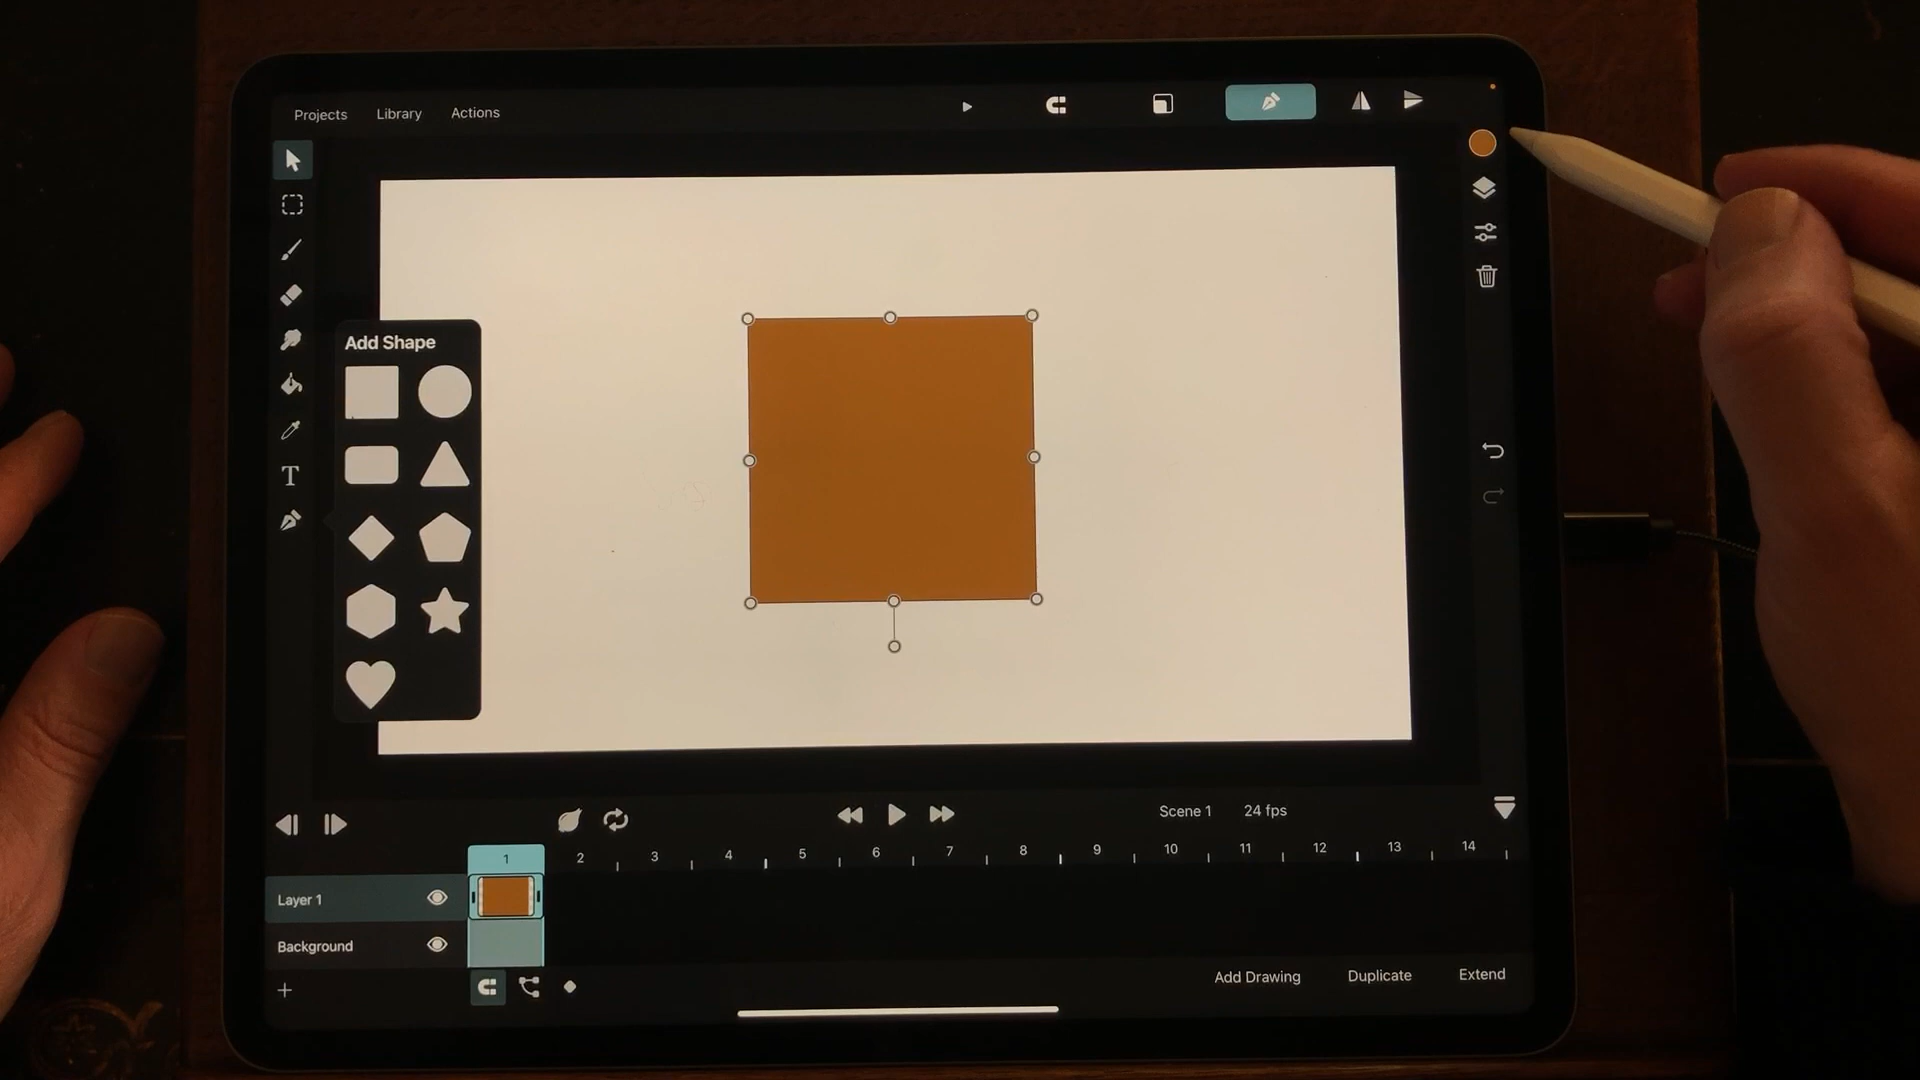 Projects Library Actions
Add Shape
T
Scene 1 24 fps
1 2 3 4 5 6 7 8 9 10 11 12 13 14
Layer 1
Background
Add Drawing Duplicate Extend